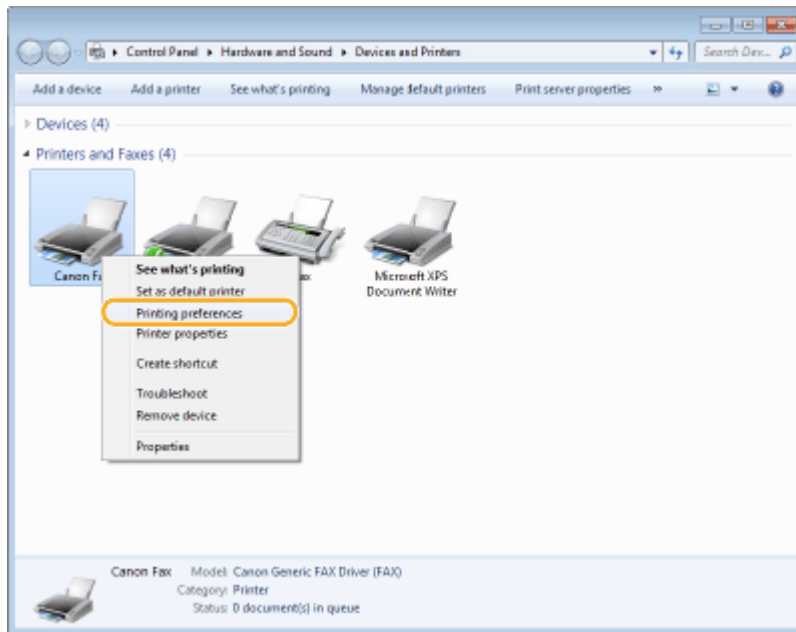 Control Panel Hardware and Sound Devices and Printers Search Dev...
Add a device Add a printer See what's printing Manage default printers Print server properties »
Devices (4)
Printers and Faxes (4)
Canon Microsoft XPS
Document Writer
See what's printing
Set as default printer
Printing preferences
Printer properties
Create shortcut
Troubleshoot
Remove device
Properties
Canon Fax Model: Canon Generic FAX Driver (FAX)
Category: Printer
Status: 0 document(s) in queue